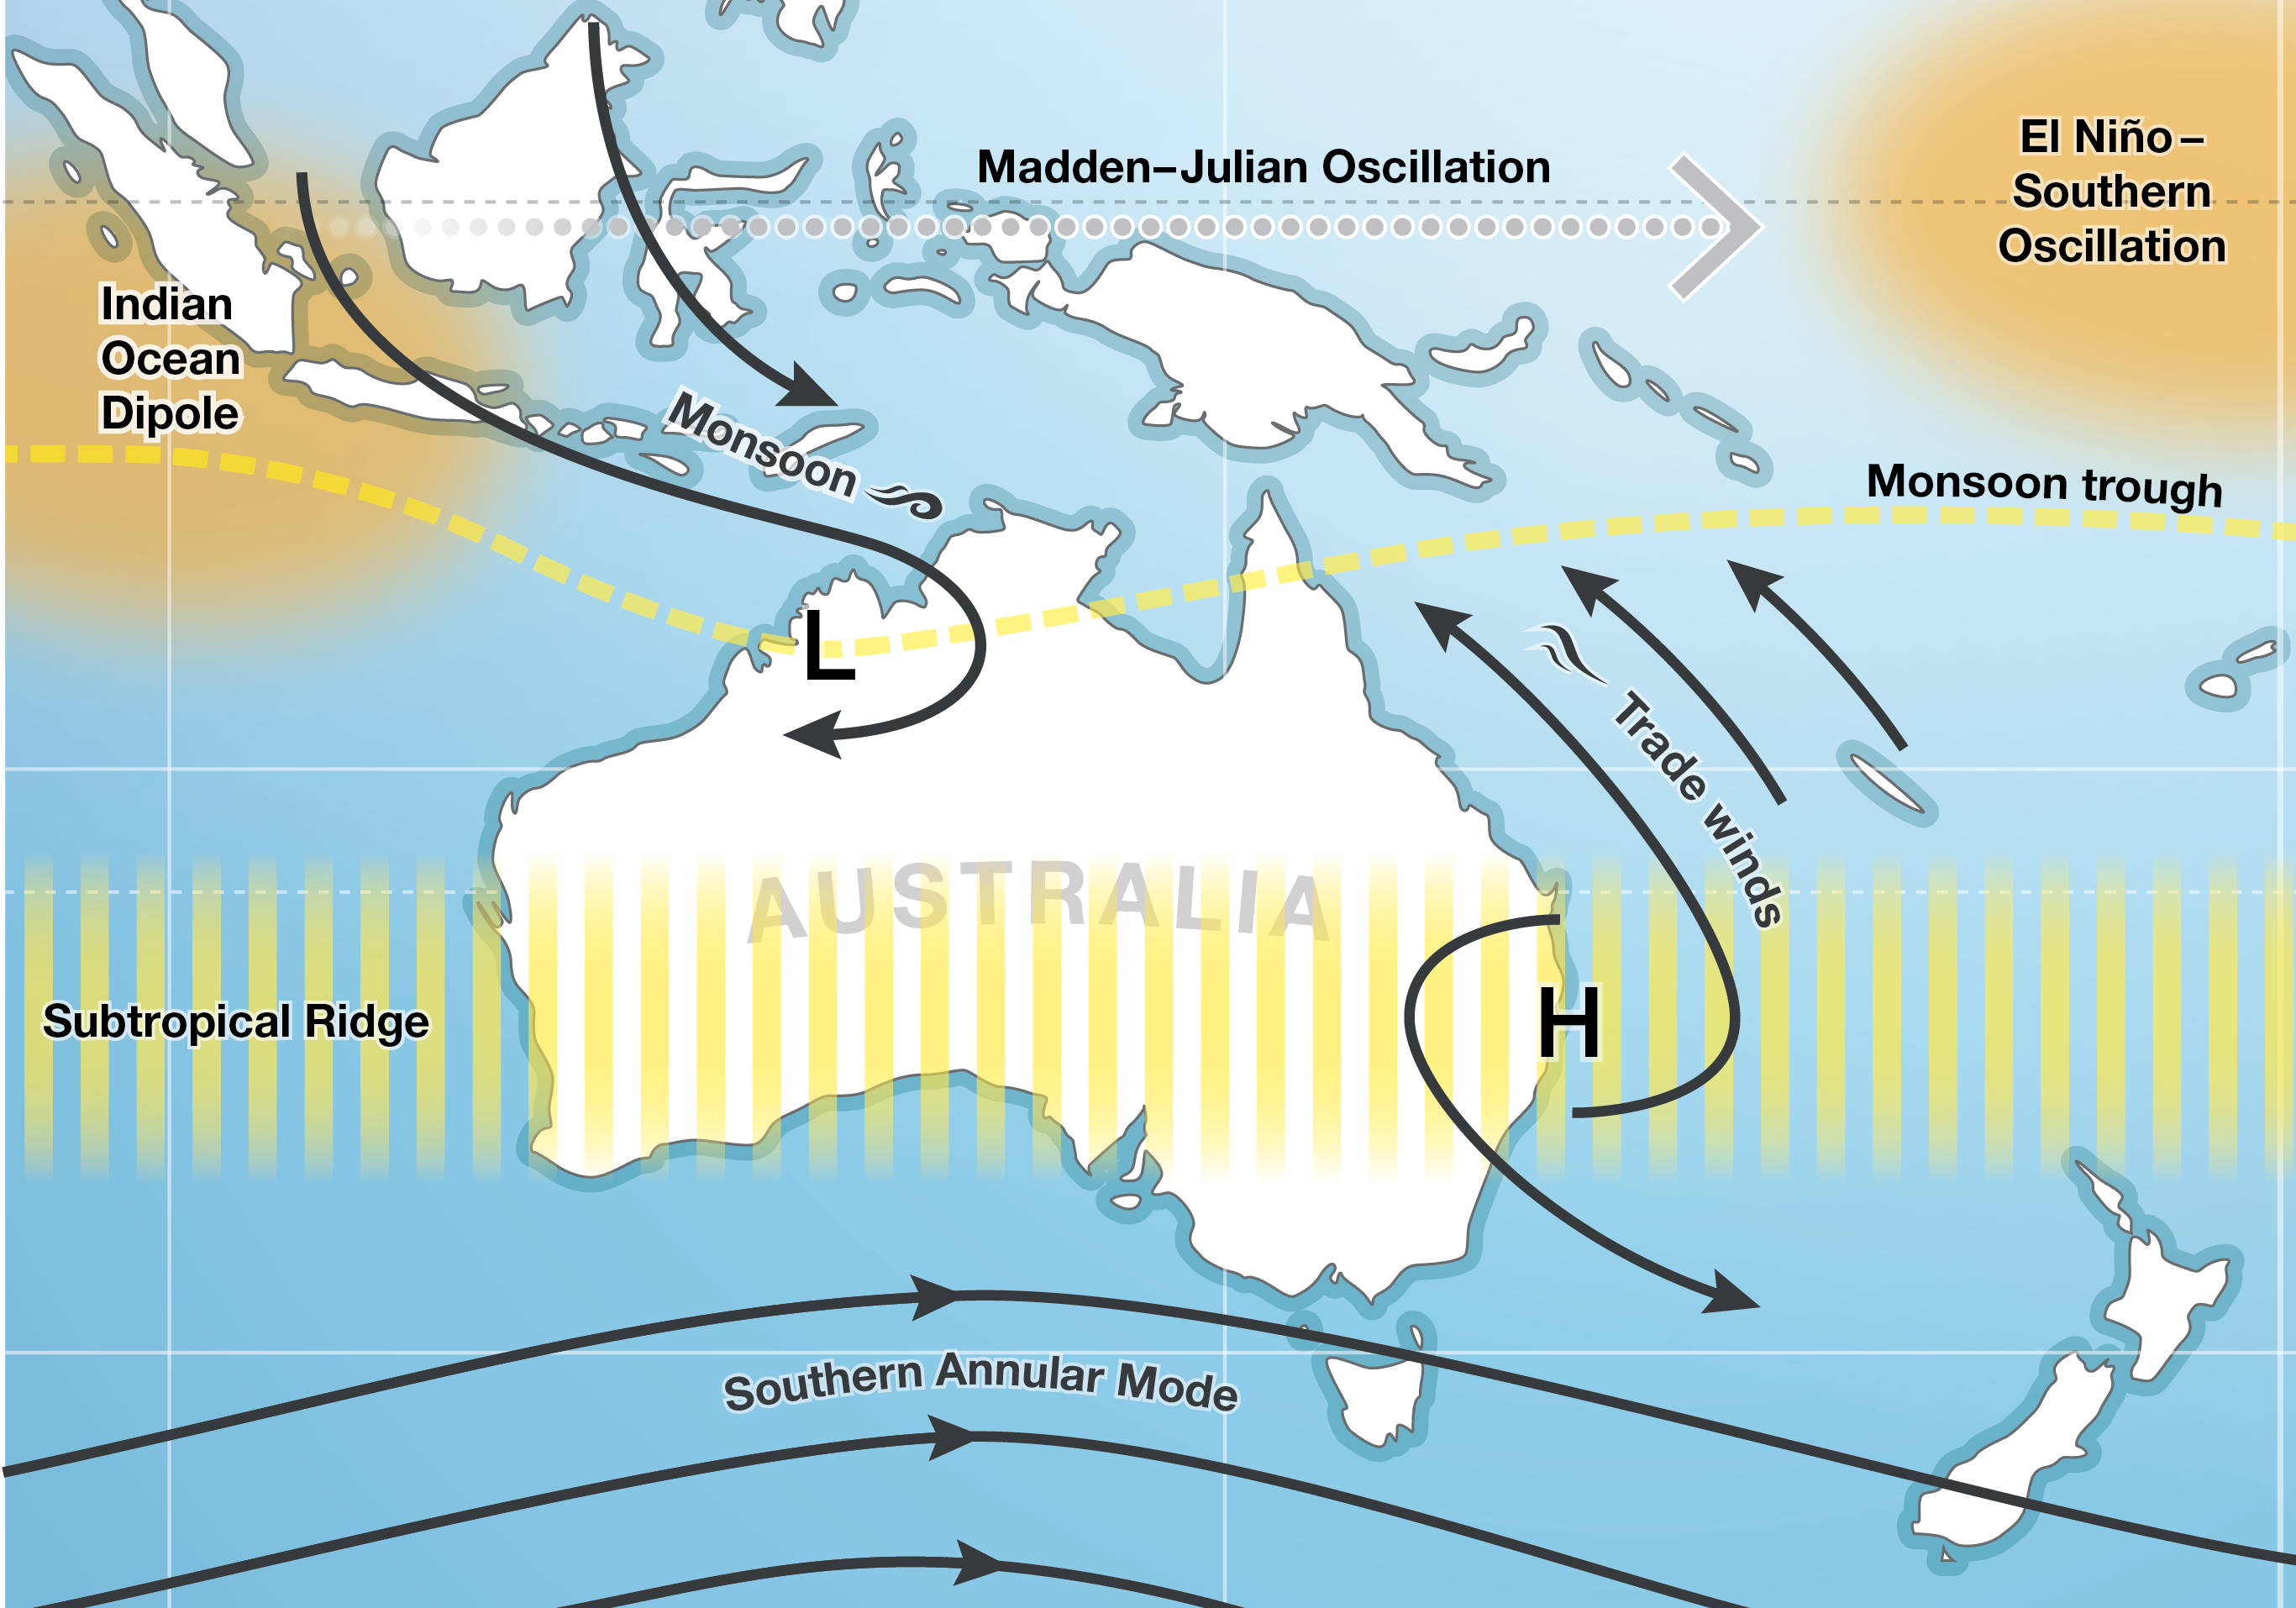 Madden–Julian Oscillation
El Niño–
Southern
Oscillation
Indian
Ocean
Dipole
Monsoon
Monsoon trough
L
Trade winds
AUSTRALIA
Subtropical Ridge
H
Southern Annular Mode